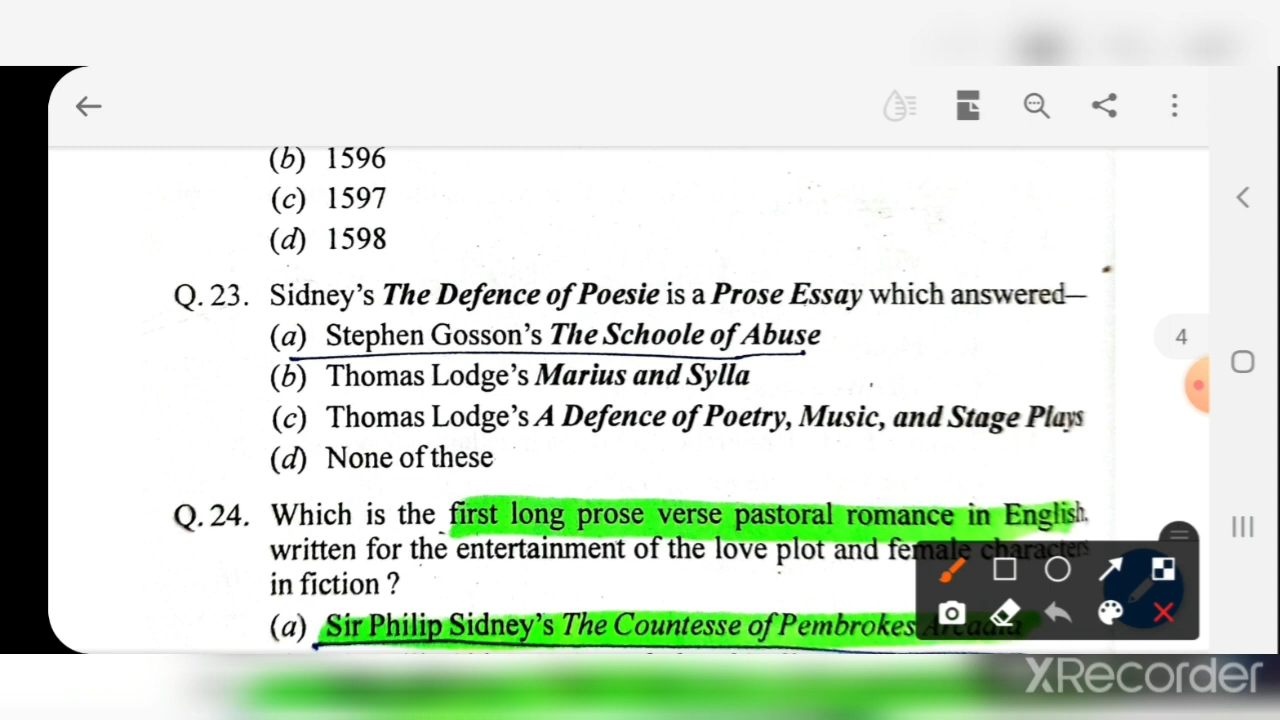 (b) 1596
(c) 1597
(d) 1598
Q. 23. Sidney's The Defence of Poesie is a Prose Essay which answered—
(a) Stephen Gosson's The Schoole of Abuse
(b) Thomas Lodge's Marius and Sylla
(c) Thomas Lodge's A Defence of Poetry, Music, and Stage Plays
(d) None of these
Q. 24. Which is the first long prose verse pastoral romance in English,
written for the entertainment of the love plot and female characters
in fiction ?
(a) Sir Philip Sidney's The Countesse of Pembrokes Arcadia
4
XRecorder